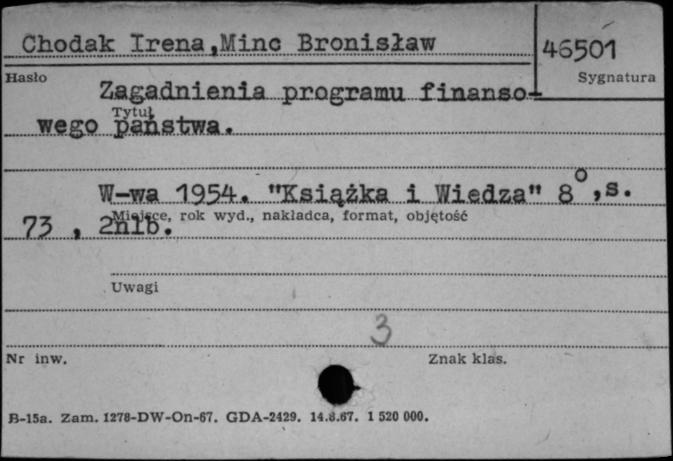 Chodak Irena,Minc Bronisław
46501
Hasło
Sygnatura
Zagadnienia programu finanso-
Tytuł
wego państwa.
W-wa 1954. "Książka i Wiedza" 8°,s.
Miejsce, rok wyd., nakładca, format, objętość
73 , 2nlb.
Uwagi
3
Nr inw.
Znak klas.
B-15a. Zam. 1278-DW-On-67. GDA-2429. 14.8.67. 1 520 000.